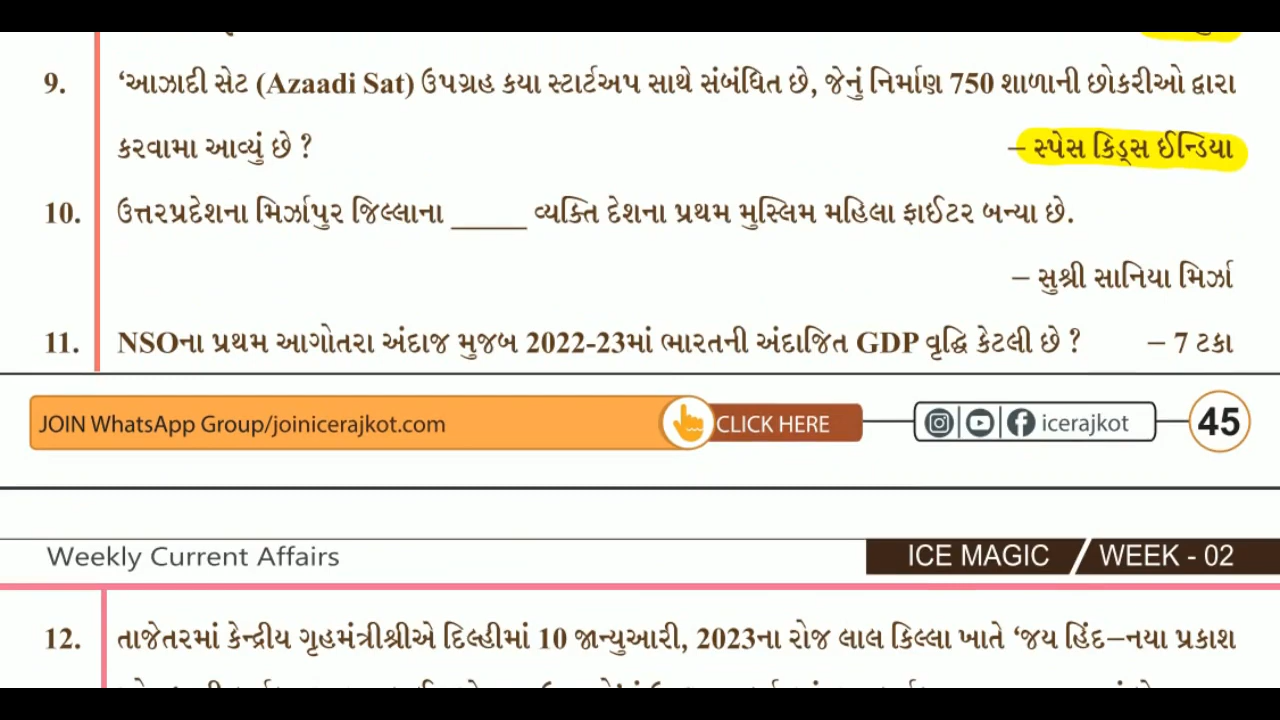 9. ‘આઝાદી સેટ (Azaadi Sat) ઉપગ્રહ કયા સ્ટાર્ટઅપ સાથે સંબંધિત છે, જેનું નિર્માણ 750 શાળાની છોકરીઓ દ્વારા
કરવામા આવ્યું છે ? – સ્પેસ કિડ્સ ઈન્ડિયા
10. ઉત્તરપ્રદેશના મિર્ઝાપુર જિલ્લાના _____ વ્યક્તિ દેશના પ્રથમ મુસ્લિમ મહિલા ફાઈટર બન્યા છે.
– સુશ્રી સાનિયા મિર્ઝા
11. NSOના પ્રથમ આગોતરા અંદાજ મુજબ 2022-23માં ભારતની અંદાજિત GDP વૃદ્ધિ કેટલી છે ? – 7 ટકા
JOIN WhatsApp Group/joinicerajkot.com CLICK HERE icerajkot 45
Weekly Current Affairs ICE MAGIC / WEEK - 02
12. તાજેતરમાં કેન્દ્રીય ગૃહમંત્રીશ્રીએ દિલ્હીમાં 10 જાન્યુઆરી, 2023ના રોજ લાલ કિલ્લા ખાતે ‘જય હિંદ–નયા પ્રકાશ